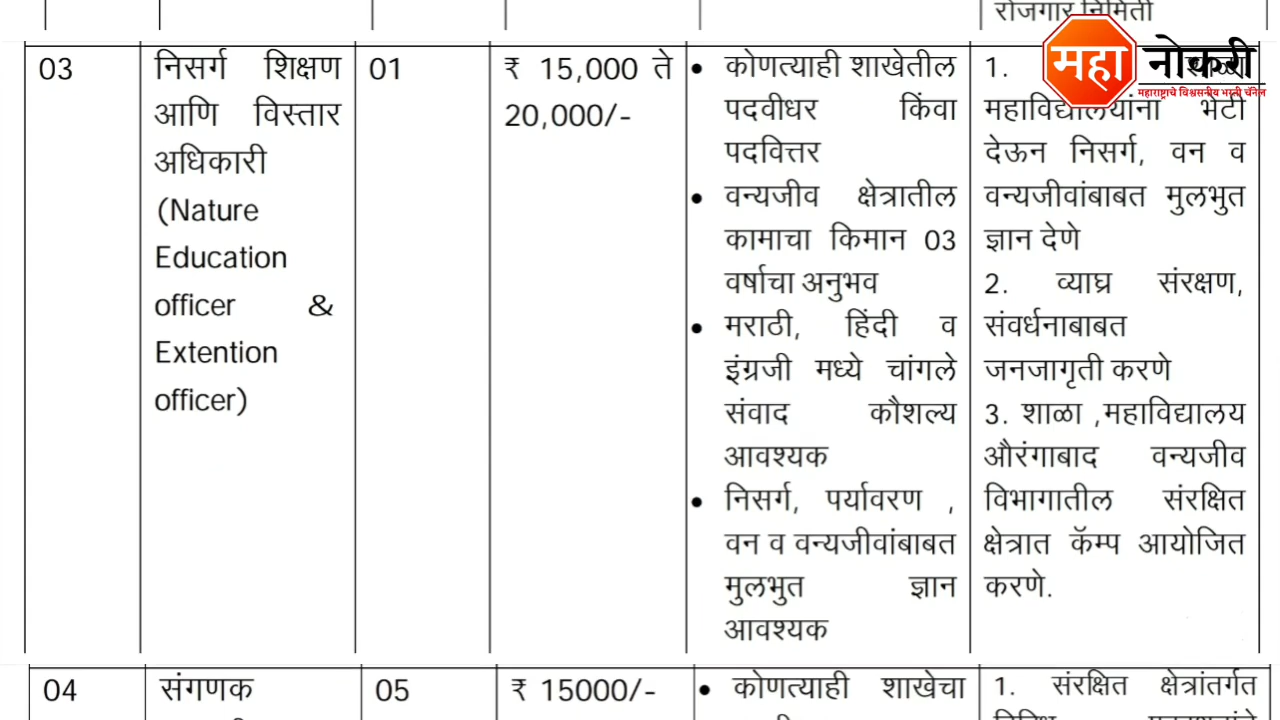 रोजगार निमिती
महा नोकरी
महाराष्ट्राचे विश्वसनीय भरती चॅनेल
03
निसर्ग शिक्षण
आणि विस्तार
अधिकारी
(Nature
Education
officer &
Extention
officer)
01
₹ 15,000 ते
20,000/-
• कोणत्याही शाखेतील
पदवीधर किंवा
पदवित्तर
• वन्यजीव क्षेत्रातील
कामाचा किमान 03
वर्षाचा अनुभव
• मराठी, हिंदी व
इंग्रजी मध्ये चांगले
संवाद कौशल्य
आवश्यक
• निसर्ग, पर्यावरण ,
वन व वन्यजीवांबाबत
मुलभुत ज्ञान
आवश्यक
1.
महाविद्यालयांना भेटी
देऊन निसर्ग, वन व
वन्यजीवांबाबत मुलभुत
ज्ञान देणे
2. व्याघ्र संरक्षण,
संवर्धनाबाबत
जनजागृती करणे
3. शाळा ,महाविद्यालय
औरंगाबाद वन्यजीव
विभागातील संरक्षित
क्षेत्रात कॅम्प आयोजित
करणे.
04
संगणक
05
₹ 15000/-
• कोणत्याही शाखेचा
1. संरक्षित क्षेत्रांतर्गत